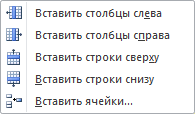 Вставить столбцы слева
Вставить столбцы справа
Вставить строки сверху
Вставить строки снизу
Вставить ячейки...